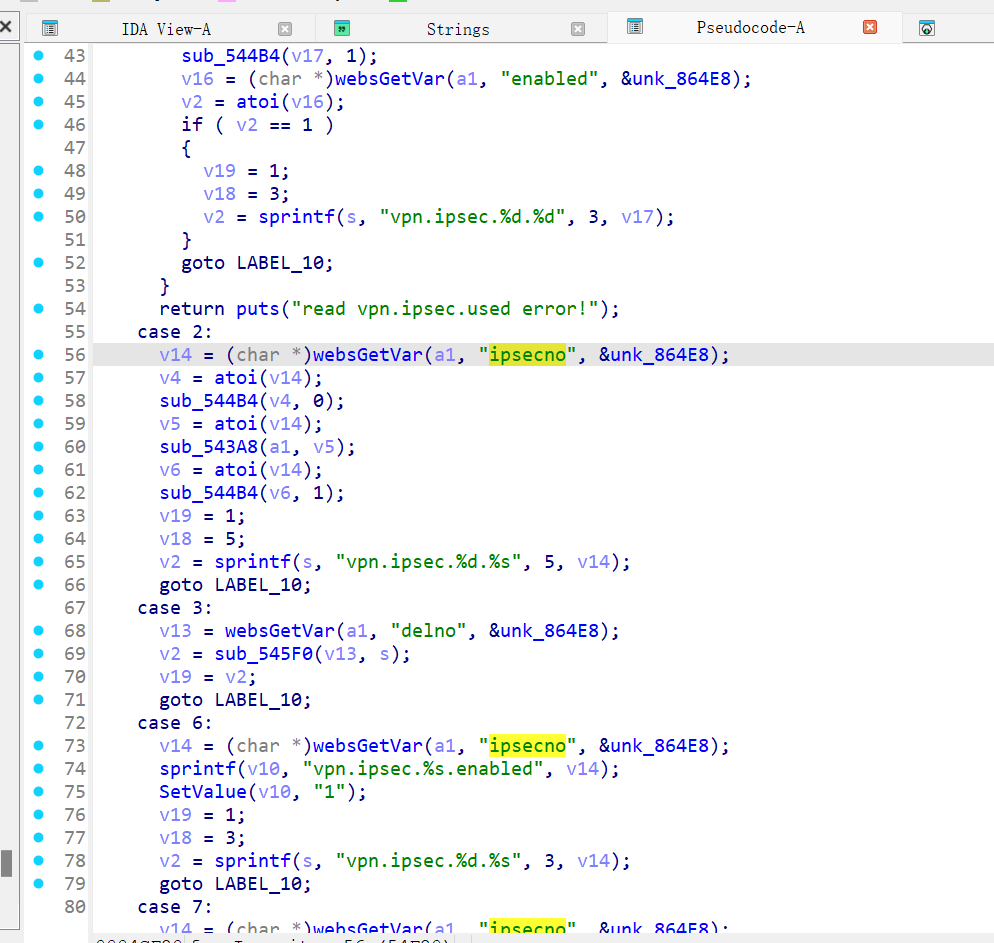 IDA View-A Strings Pseudocode-A
43 sub_544B4(v17, 1);
44 v16 = (char *)websGetVar(a1, "enabled", &unk_864E8);
45 v2 = atoi(v16);
46 if ( v2 == 1 )
47 {
48 v19 = 1;
49 v18 = 3;
50 v2 = sprintf(s, "vpn.ipsec.%d.%d", 3, v17);
51 }
52 goto LABEL_10;
53 }
54 return puts("read vpn.ipsec.used error!");
55 case 2:
56 v14 = (char *)websGetVar(a1, "ipsecno", &unk_864E8);
57 v4 = atoi(v14);
58 sub_544B4(v4, 0);
59 v5 = atoi(v14);
60 sub_543A8(a1, v5);
61 v6 = atoi(v14);
62 sub_544B4(v6, 1);
63 v19 = 1;
64 v18 = 5;
65 v2 = sprintf(s, "vpn.ipsec.%d.%s", 5, v14);
66 goto LABEL_10;
67 case 3:
68 v13 = websGetVar(a1, "delno", &unk_864E8);
69 v2 = sub_545F0(v13, s);
70 v19 = v2;
71 goto LABEL_10;
72 case 6:
73 v14 = (char *)websGetVar(a1, "ipsecno", &unk_864E8);
74 sprintf(v10, "vpn.ipsec.%s.enabled", v14);
75 SetValue(v10, "1");
76 v19 = 1;
77 v18 = 3;
78 v2 = sprintf(s, "vpn.ipsec.%d.%s", 3, v14);
79 goto LABEL_10;
80 case 7:
v14 = (char *)websGetVar(a1, "ipsecno", &unk_864E8);